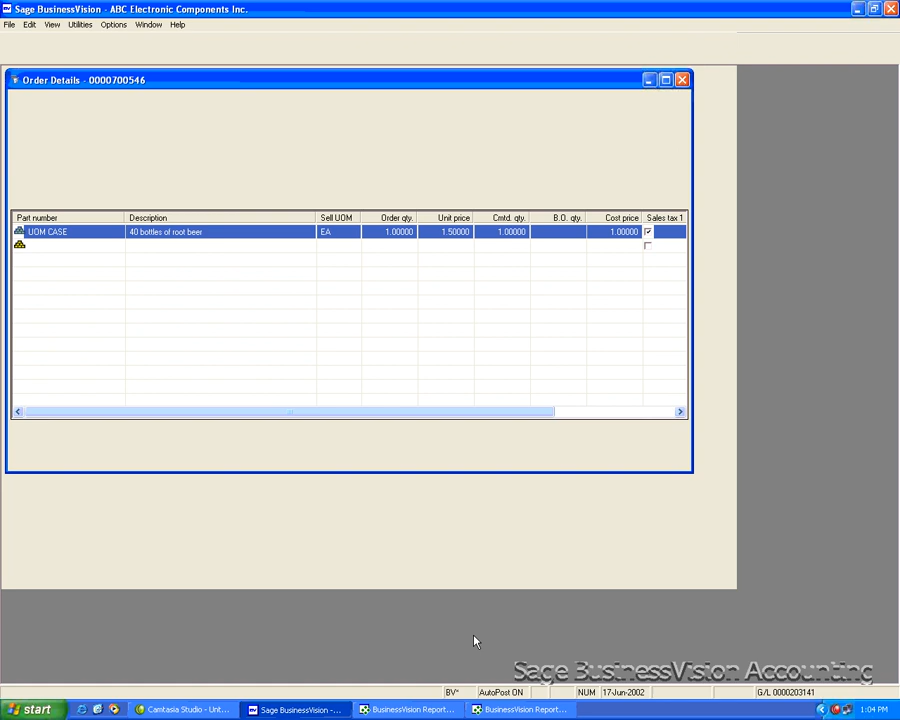 Sage BusinessVision - ABC Electronic Components Inc.
File Edit View Utilities Options Window Help
Order Details - 0000700546
Part number Description Sell UOM Order qty. Unit price Cmtd. qty. B.O. qty. Cost price Sales tax 1
UOM CASE 40 bottles of root beer EA 1.00000 1.50000 1.00000 1.00000
Sage BusinessVision Accounting
BV* AutoPost ON NUM 17-Jun-2002 G/L 0000203141
start Camtasia Studio - Unt... Sage BusinessVision -... BusinessVision Report... BusinessVision Report... 1:04 PM